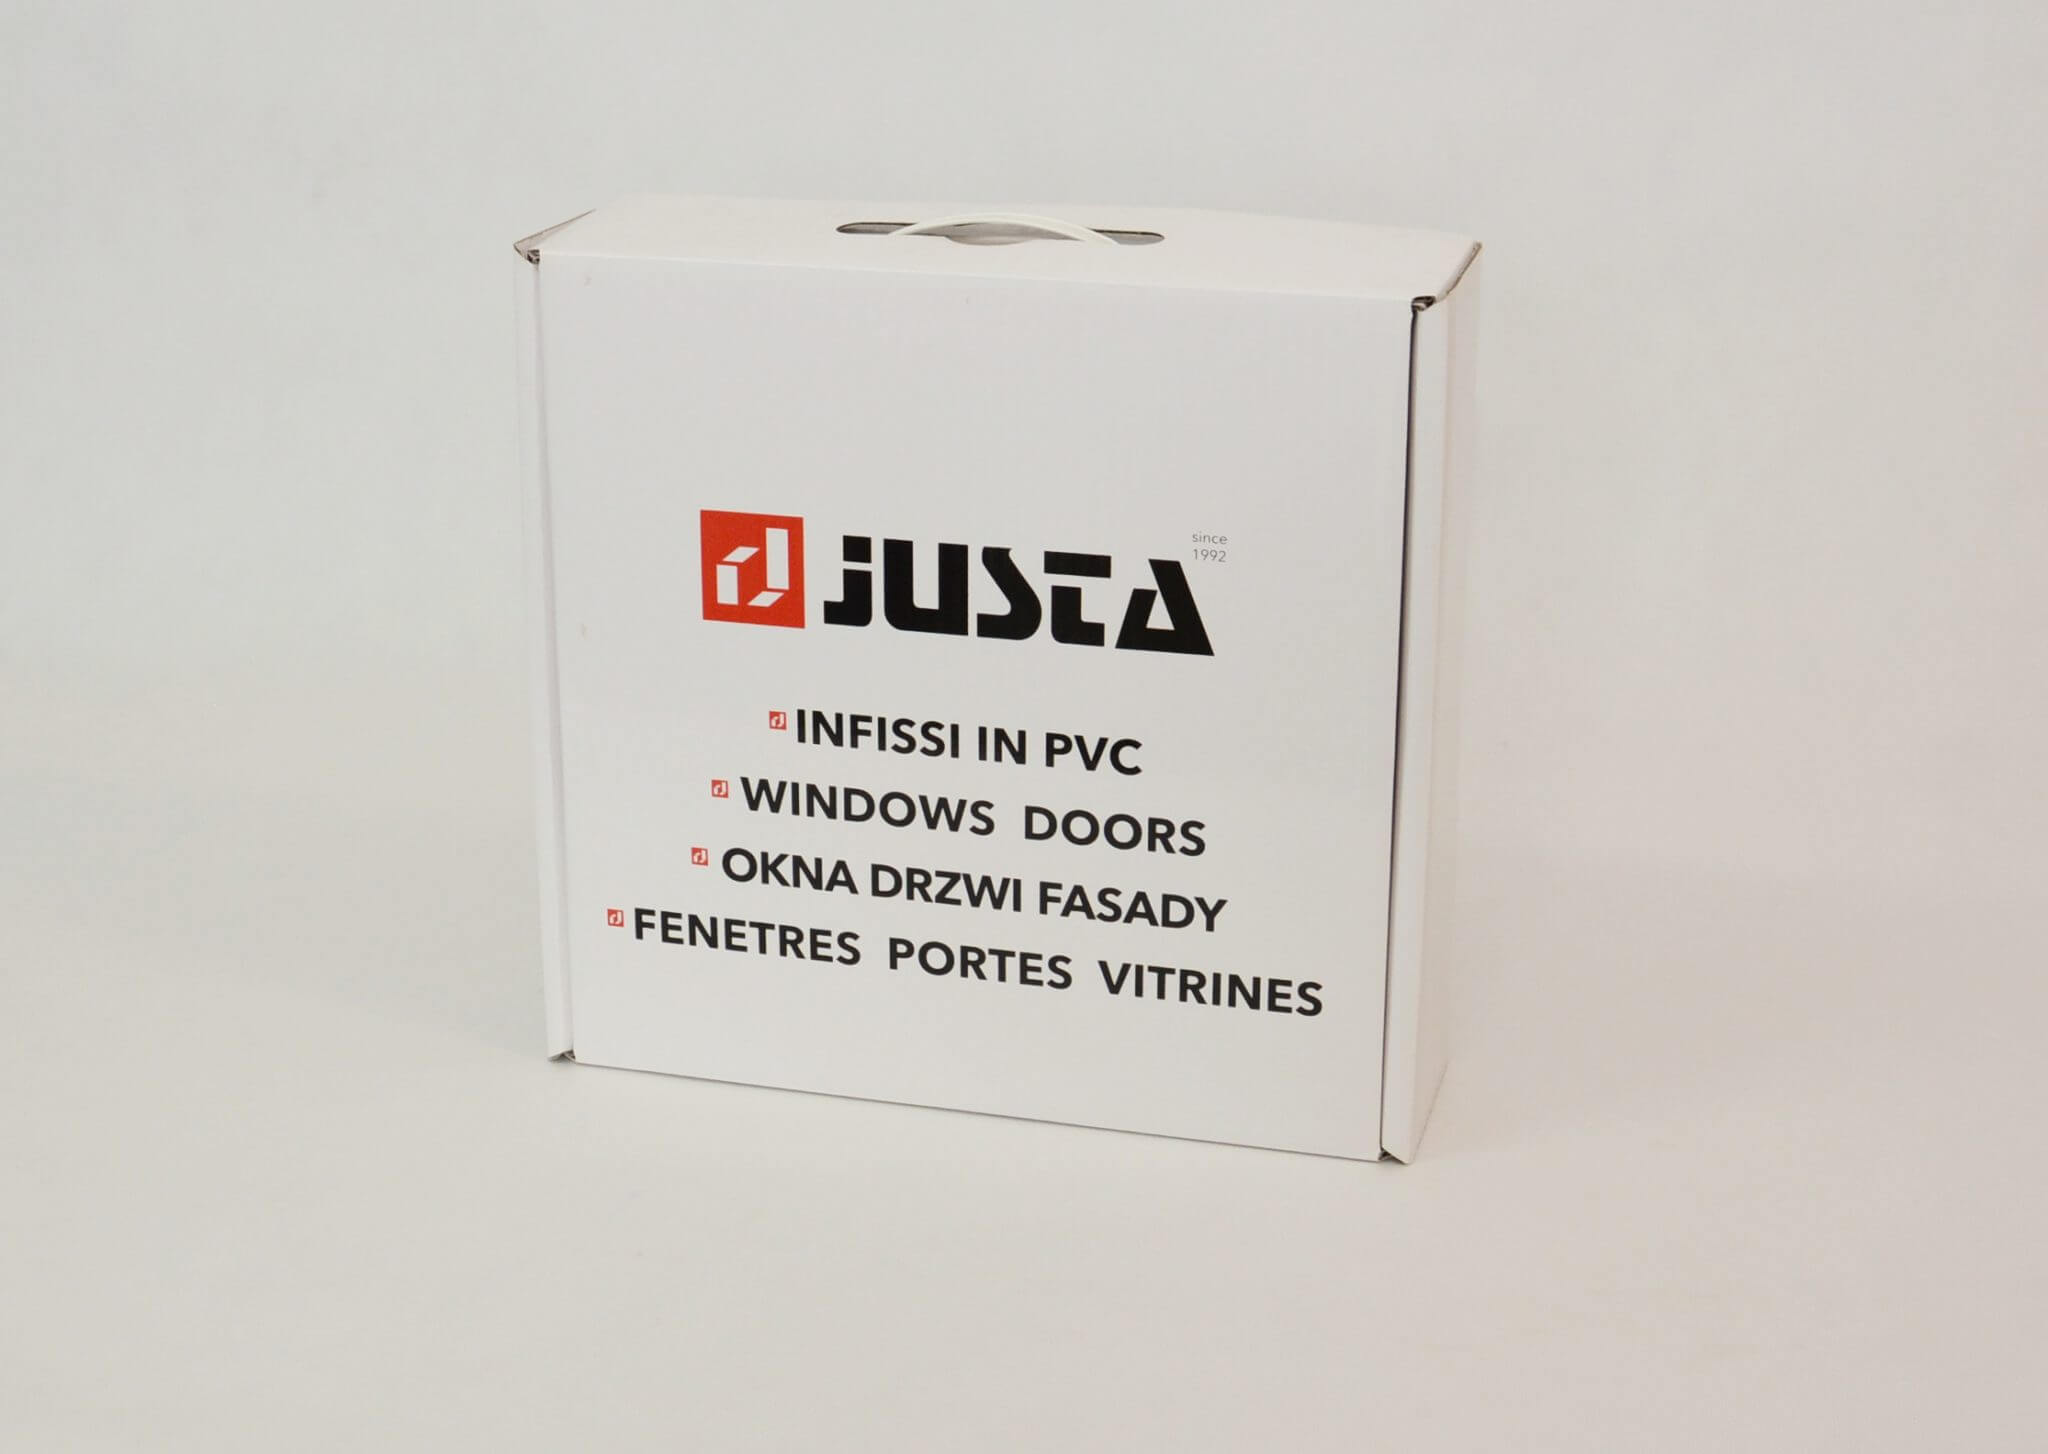 JUSTA
since
1992
INFISSI IN PVC
WINDOWS DOORS
OKNA DRZWI FASADY
FENETRES PORTES VITRINES